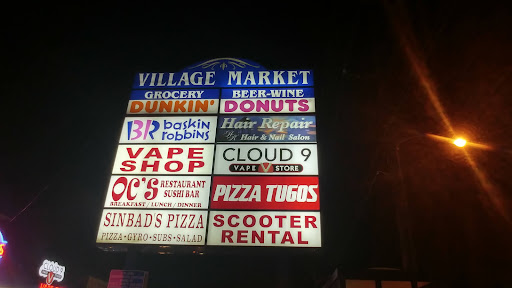 VILLAGE MARKET
GROCERY
BEER-WINE
DUNKIN'
DONUTS
BR baskin
robbins
Hair Repair
Hair & Nail Salon
VAPE
SHOP
CLOUD 9
VAPE STORE
OC'S RESTAURANT
SUSHI BAR
BREAKFAST / LUNCH / DINNER
PIZZA TUGOS
SINBAD'S PIZZA
PIZZA-GYRO-SUBS-SALAD
SCOOTER
RENTAL